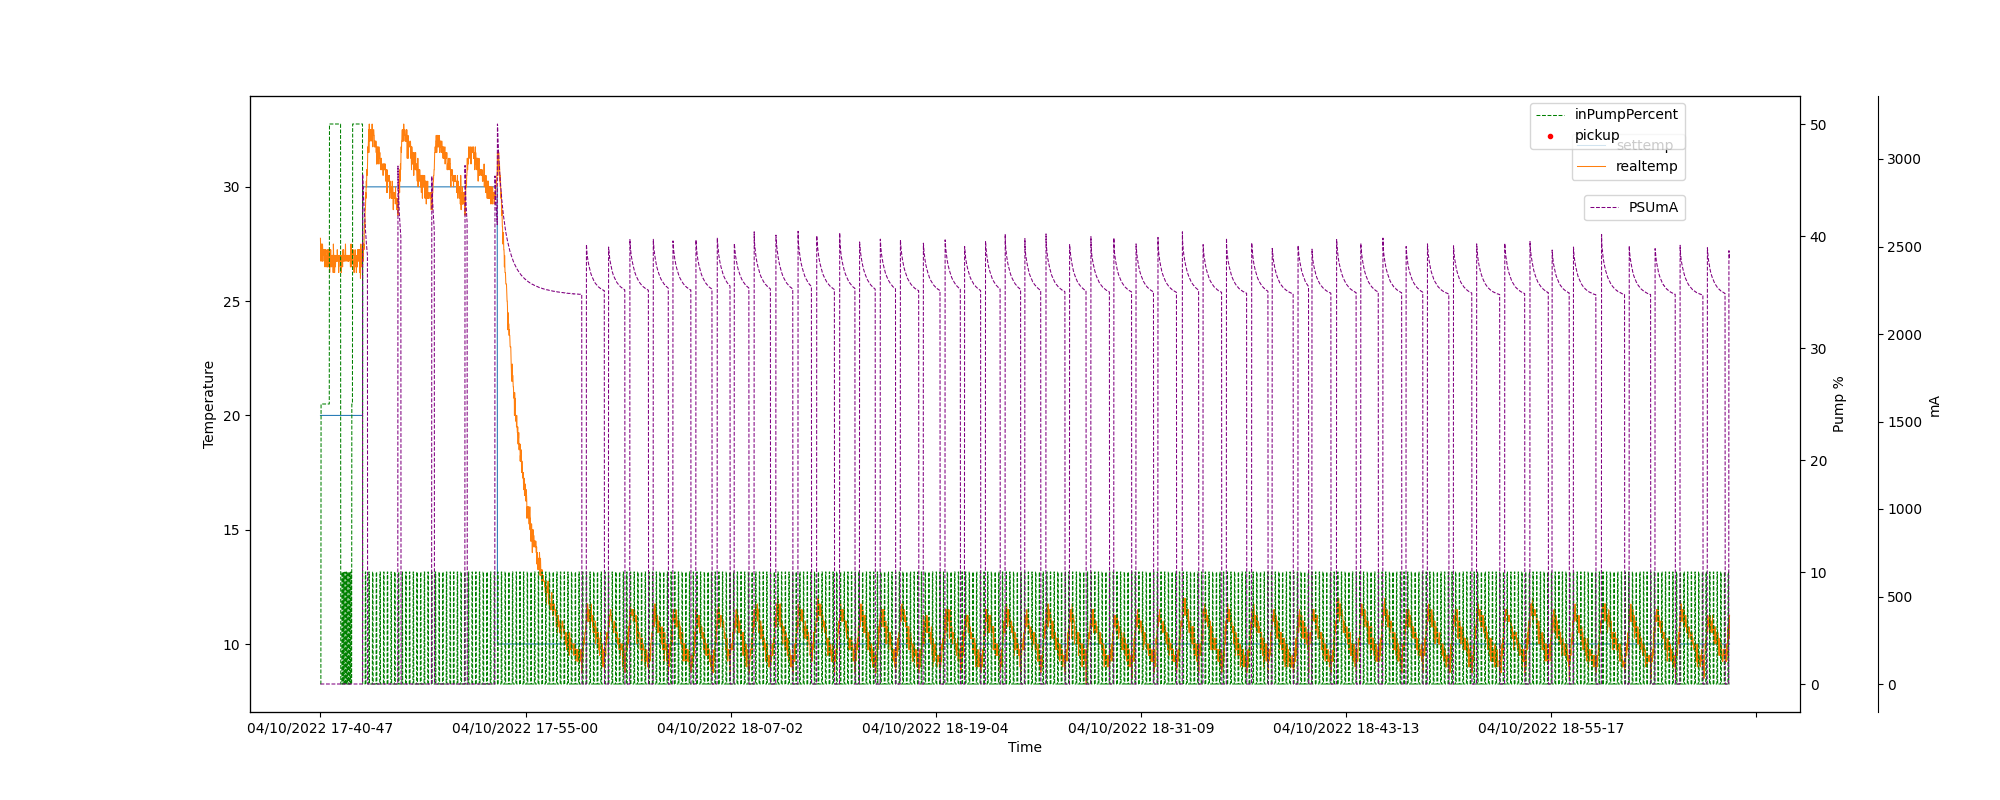 inPumpPercent
pickup
settemp
realtemp
PSUmA
30
25
20
15
10
Temperature
50
40
30
20
10
0
Pump %
3000
2500
2000
1500
1000
500
0
mA
04/10/2022 17-40-47
04/10/2022 17-55-00
04/10/2022 18-07-02
04/10/2022 18-19-04
04/10/2022 18-31-09
04/10/2022 18-43-13
04/10/2022 18-55-17
Time